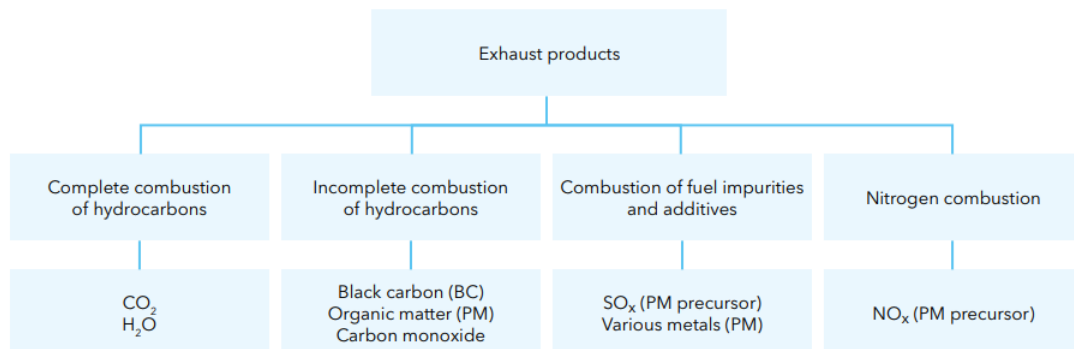 Exhaust products
Complete combustion
of hydrocarbons
Incomplete combustion
of hydrocarbons
Combustion of fuel impurities
and additives
Nitrogen combustion
CO₂
H₂O
Black carbon (BC)
Organic matter (PM)
Carbon monoxide
SOₓ (PM precursor)
Various metals (PM)
NOₓ (PM precursor)